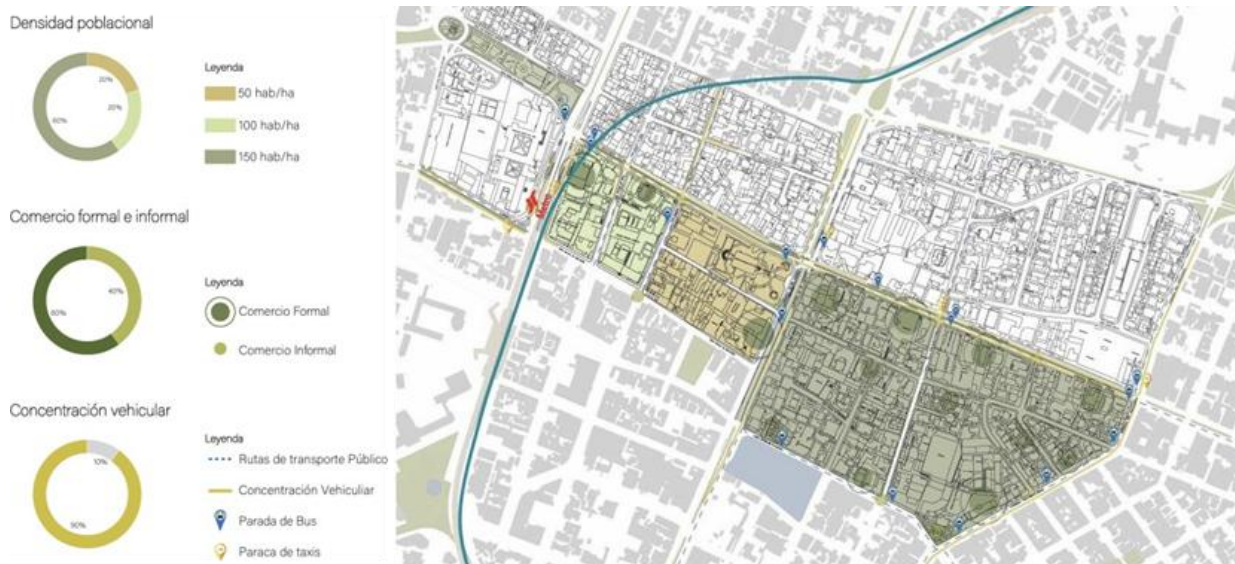 Densidad poblacional
20%
20%
60%
Leyenda
50 hab/ha
100 hab/ha
150 hab/ha
Comercio formal e informal
40%
60%
Leyenda
Comercio Formal
Comercio Informal
Concentración vehicular
10%
90%
Leyenda
Rutas de transporte Público
Concentración Vehiculiar
Parada de Bus
Paraca de taxis
Metro